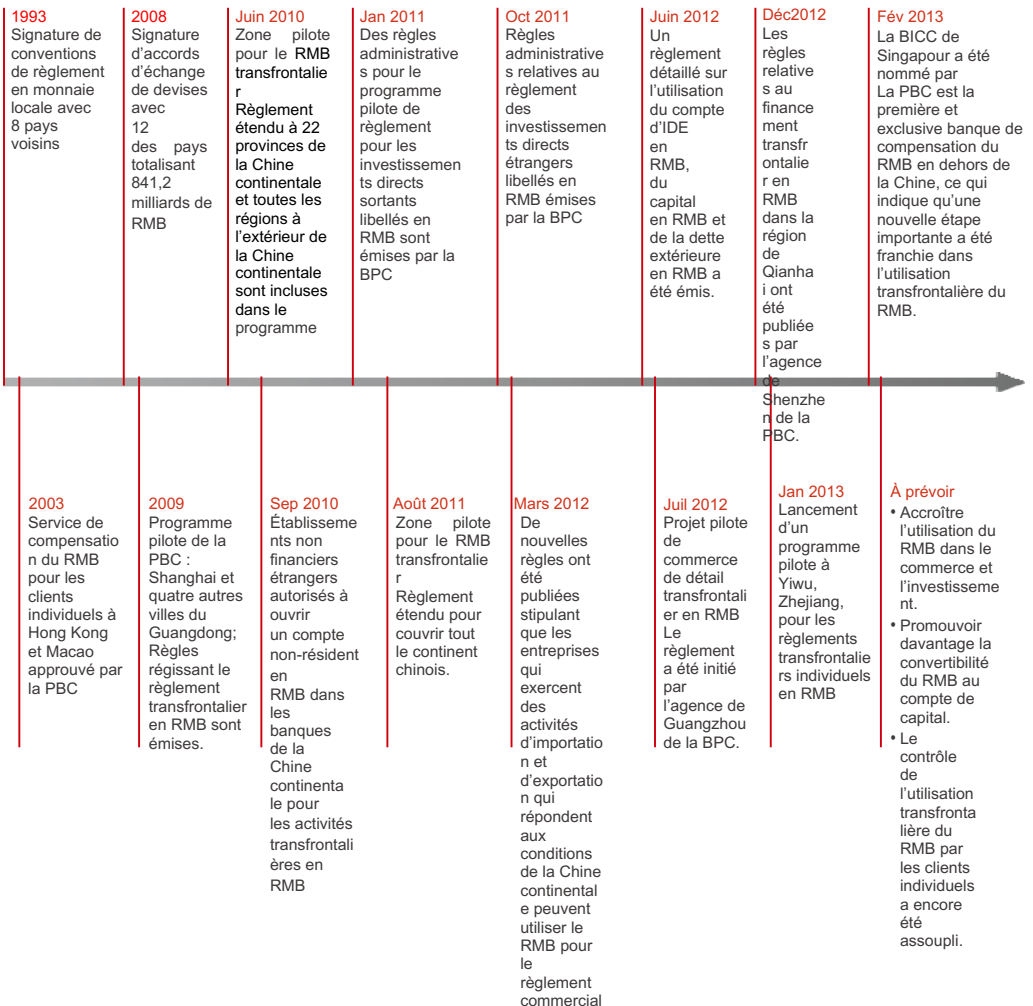 1993
Signature de
conventions
de règlement
en monnaie
locale avec
8 pays
voisins
2008
Signature
d'accords
d'échange
de devises
avec
12
des pays
totalisant
841,2
milliards de
RMB
Juin 2010
Zone pilote
pour le RMB
transfrontalie
r
Règlement
étendu à 22
provinces de
la Chine
continentale
et toutes les
régions à
l'extérieur de
la Chine
continentale
sont incluses
dans le
programme
Jan 2011
Des règles
administrative
s pour le
programme
pilote de
règlement
pour les
investissemen
ts directs
sortants
libellés en
RMB sont
émises par la
BPC
Oct 2011
Règles
administrative
s relatives au
règlement
des
investissemen
ts directs
étrangers
libellés en
RMB émises
par la BPC
Juin 2012
Un
règlement
détaillé sur
l'utilisation
du compte
d'IDE
en
RMB,
du
capital
en RMB et
de la dette
extérieure
en RMB a
été émis.
Déc2012
Les
règles
relative
s au
finance
ment
transfr
ontalie
r en
RMB
dans la
région
de
Qianha
i ont
été
publiée
s par
l'agence
de
Shenzhe
n de la
PBC.
Fév 2013
La BICC de
Singapour a été
nommé par
La PBC est la
première et
exclusive banque de
compensation du
RMB en dehors de
la Chine, ce qui
indique qu'une
nouvelle étape
importante a été
franchie dans
l'utilisation
transfrontalière du
RMB.
2003
Service de
compensatio
n du RMB
pour les
clients
individuels à
Hong Kong
et Macao
approuvé par
la PBC
2009
Programme
pilote de la
PBC :
Shanghai et
quatre autres
villes du
Guangdong;
Règles
régissant le
règlement
transfrontalier
en RMB sont
émises.
Sep 2010
Établisseme
nts non
financiers
étrangers
autorisés à
ouvrir
un compte
non-résident
en
RMB dans
les
banques
de la
Chine
continenta
le pour
les activités
transfrontali
ères en
RMB
Août 2011
Zone pilote
pour le RMB
transfrontalie
r
Règlement
étendu pour
couvrir tout
le continent
chinois.
Mars 2012
De
nouvelles
règles ont
été
publiées
stipulant
que les
entreprises
qui
exercent
des
activités
d'importatio
n et
d'exportatio
n qui
répondent
aux
conditions
de la Chine
continental
e peuvent
utiliser le
RMB pour
le
règlement
commercial
Juil 2012
Projet pilote
de
commerce
de détail
transfrontali
er en RMB
Le
règlement
a été initié
par
l'agence de
Guangzhou
de la BPC.
Jan 2013
Lancement
d'un
programme
pilote à
Yiwu,
Zhejiang,
pour les
règlements
transfrontalie
rs individuels
en RMB
À prévoir
• Accroître
l'utilisation du
RMB dans le
commerce et
l'investisseme
nt.
• Promouvoir
davantage la
convertibilité
du RMB au
compte de
capital.
• Le
contrôle
de
l'utilisation
transfronta
lière du
RMB par
les clients
individuels
a encore
été
assoupli.